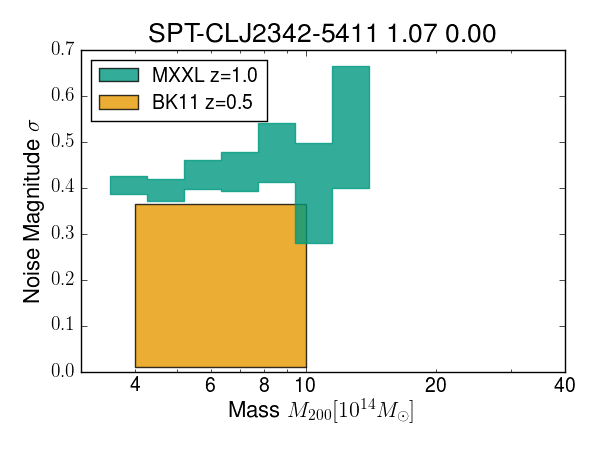 SPT-CLJ2342-5411 1.07 0.00
0.7
MXXL z=1.0
BK11 z=0.5
0.6
0.5
0.4
0.3
0.2
0.1
0.0
Noise Magnitude σ
4 6 8 10 20 40
Mass M₂₀₀[10¹⁴M⊙]